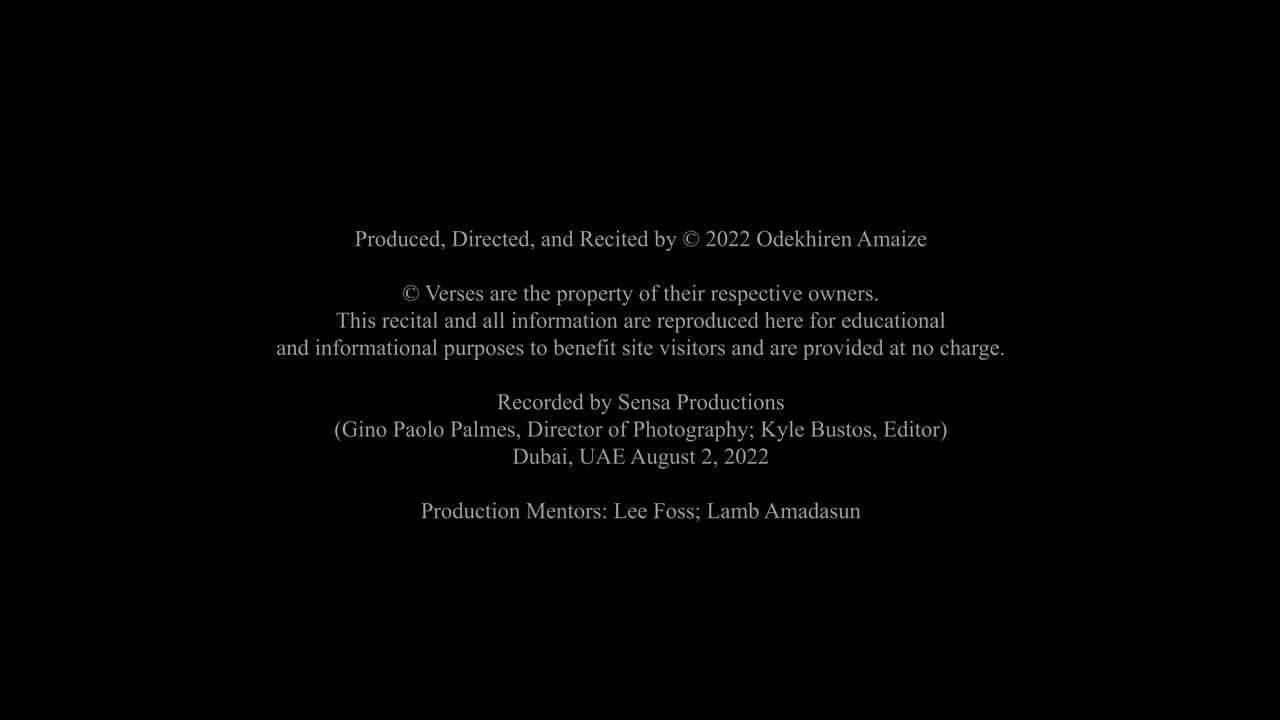 Produced, Directed, and Recited by © 2022 Odekhiren Amaize
© Verses are the property of their respective owners.
This recital and all information are reproduced here for educational
and informational purposes to benefit site visitors and are provided at no charge.
Recorded by Sensa Productions
(Gino Paolo Palmes, Director of Photography; Kyle Bustos, Editor)
Dubai, UAE August 2, 2022
Production Mentors: Lee Foss; Lamb Amadasun